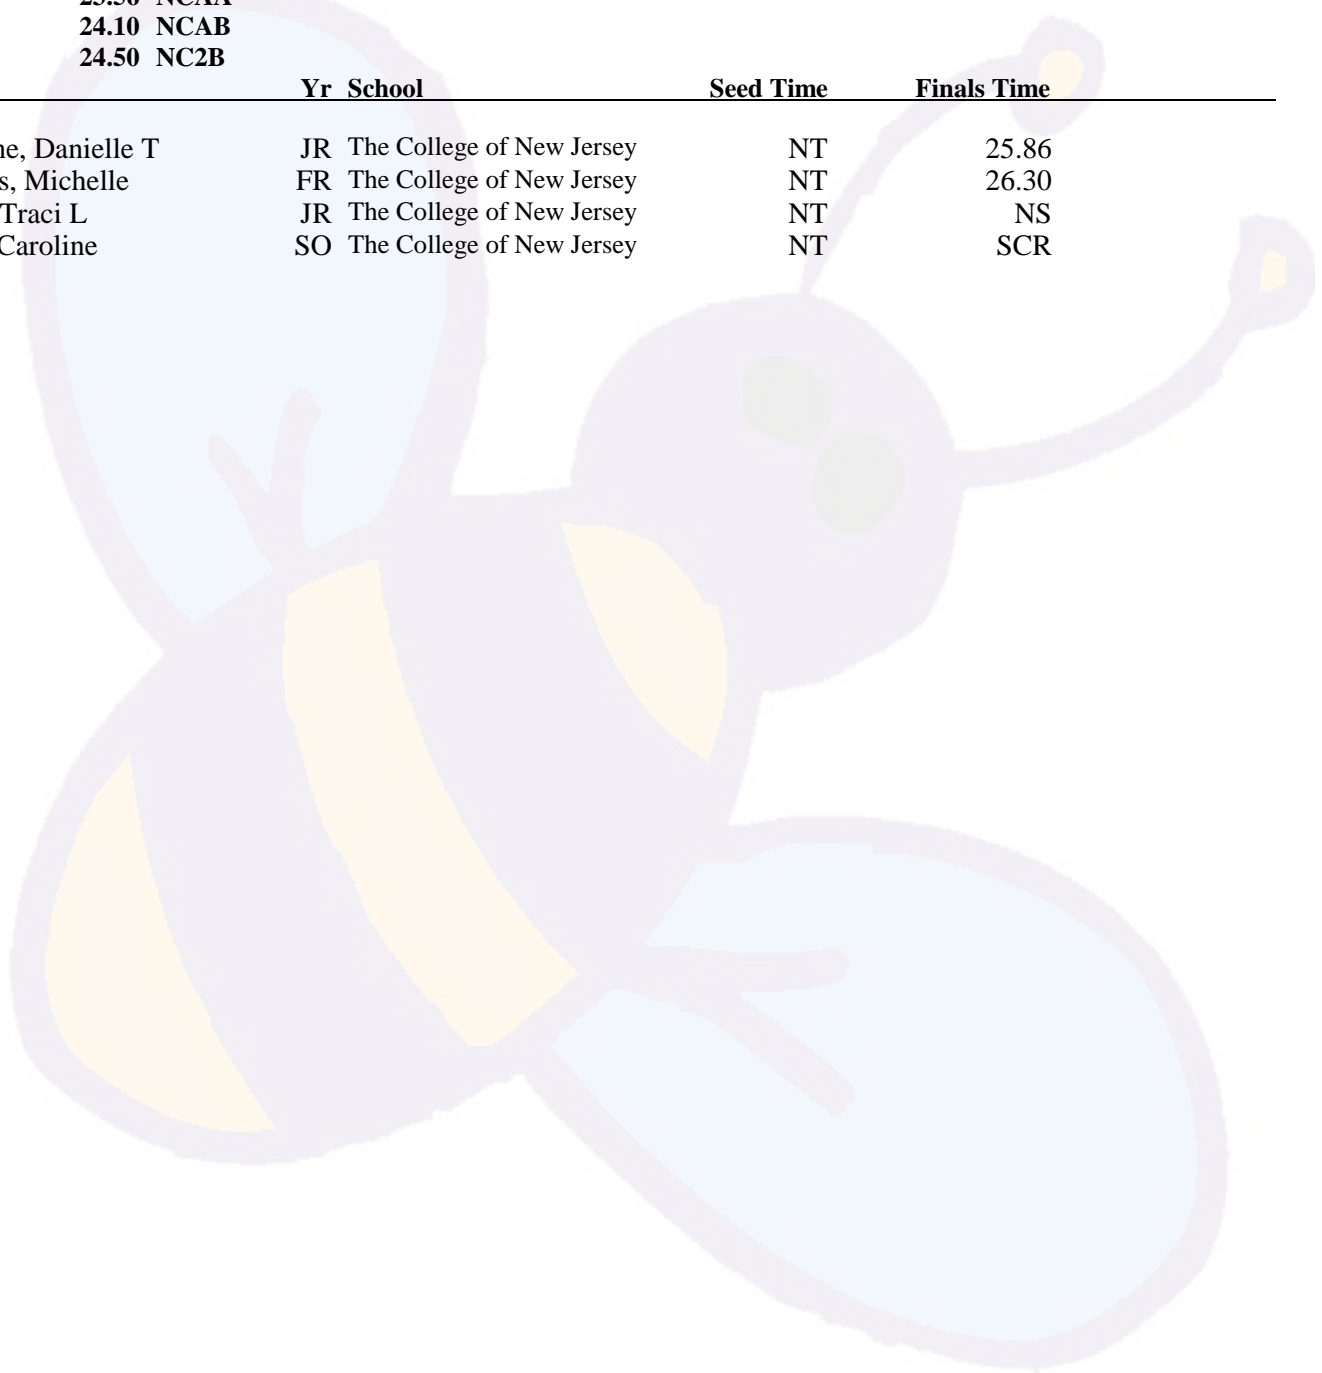 24.10 NCAB
24.50 NC2B
Yr School Seed Time Finals Time
Danielle T JR The College of New Jersey NT 25.86
Michelle FR The College of New Jersey NT 26.30
Traci L JR The College of New Jersey NT NS
Caroline SO The College of New Jersey NT SCR